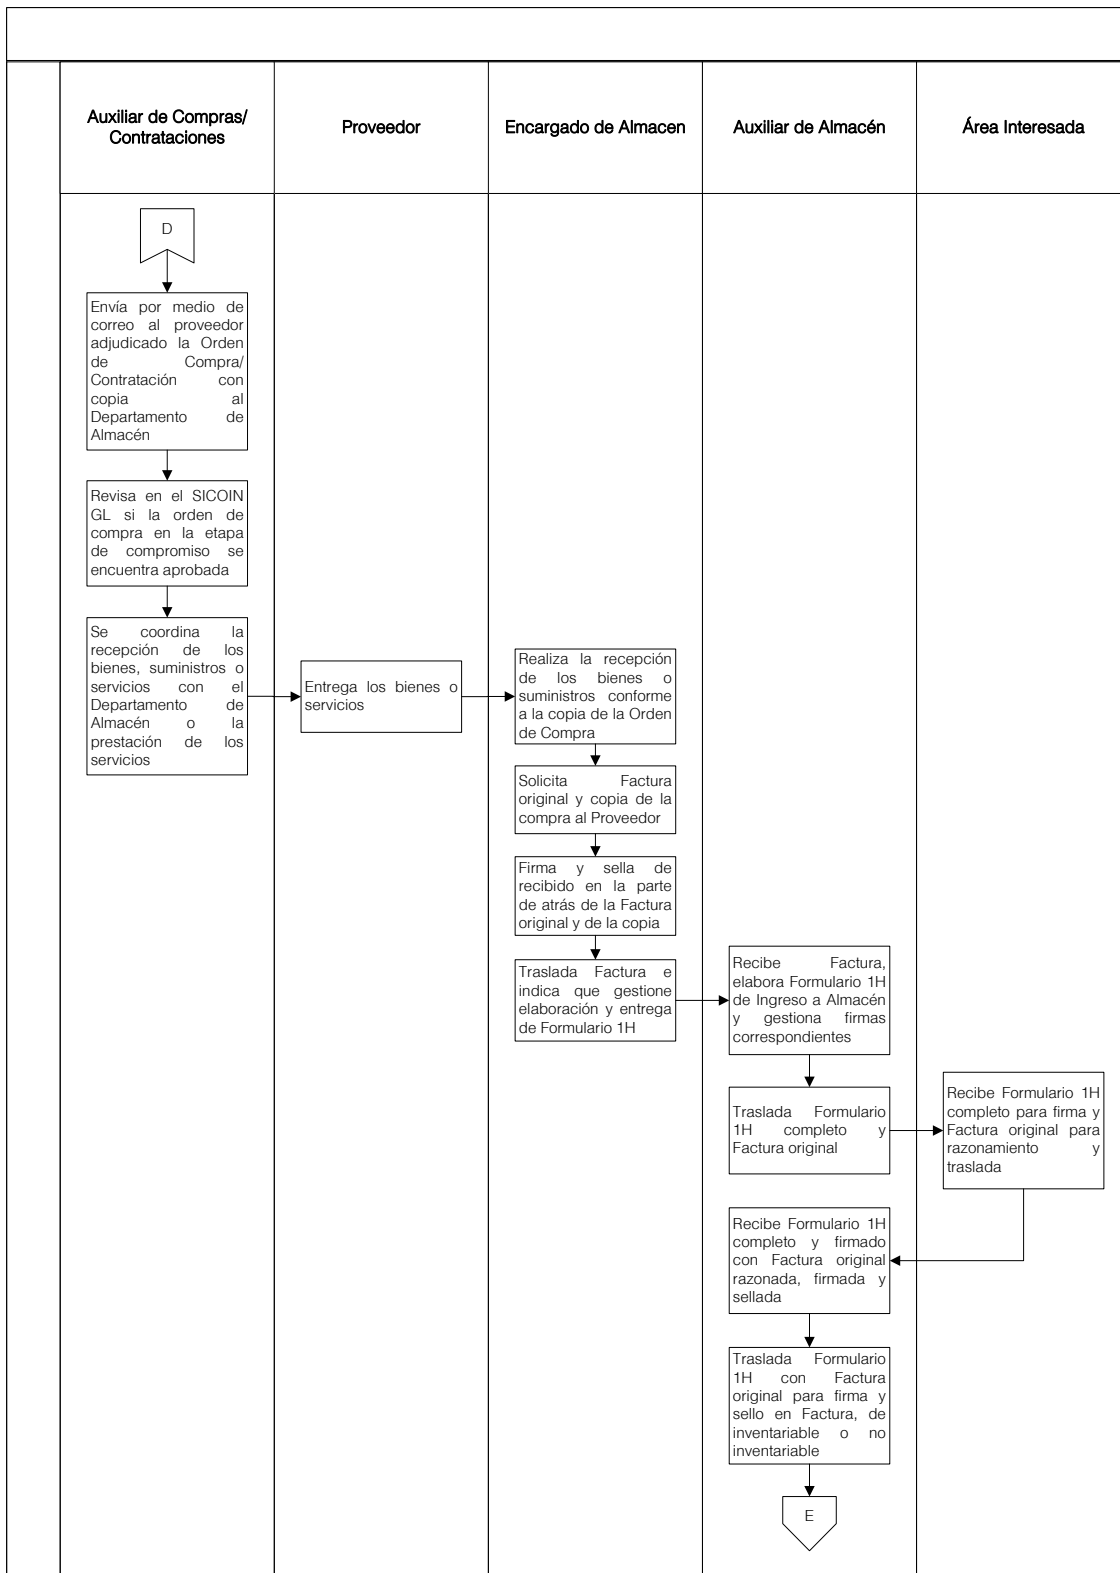 Auxiliar de Compras/
Contrataciones
Proveedor
Encargado de Almacen
Auxiliar de Almacén
Área Interesada
D
Envía por medio de
correo al proveedor
adjudicado la Orden
de Compra/
Contratación con
copia al
Departamento de
Almacén
Revisa en el SICOIN
GL si la orden de
compra en la etapa
de compromiso se
encuentra aprobada
Se coordina la
recepción de los
bienes, suministros o
servicios con el
Departamento de
Almacén o la
prestación de los
servicios
Entrega los bienes o
servicios
Realiza la recepción
de los bienes o
suministros conforme
a la copia de la Orden
de Compra
Solicita Factura
original y copia de la
compra al Proveedor
Firma y sella de
recibido en la parte
de atrás de la Factura
original y de la copia
Traslada Factura e
indica que gestione
elaboración y entrega
de Formulario 1H
Recibe Factura,
elabora Formulario 1H
de Ingreso a Almacén
y gestiona firmas
correspondientes
Traslada Formulario
1H completo y
Factura original
Recibe Formulario 1H
completo para firma y
Factura original para
razonamiento y
traslada
Recibe Formulario 1H
completo y firmado
con Factura original
razonada, firmada y
sellada
Traslada Formulario
1H con Factura
original para firma y
sello en Factura, de
inventariable o no
inventariable
E